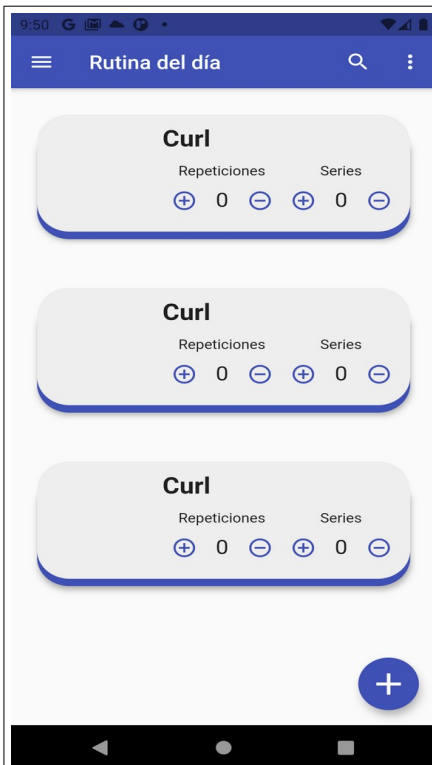 9:50
Rutina del día
Curl
Repeticiones Series
0 0
Curl
Repeticiones Series
0 0
Curl
Repeticiones Series
0 0